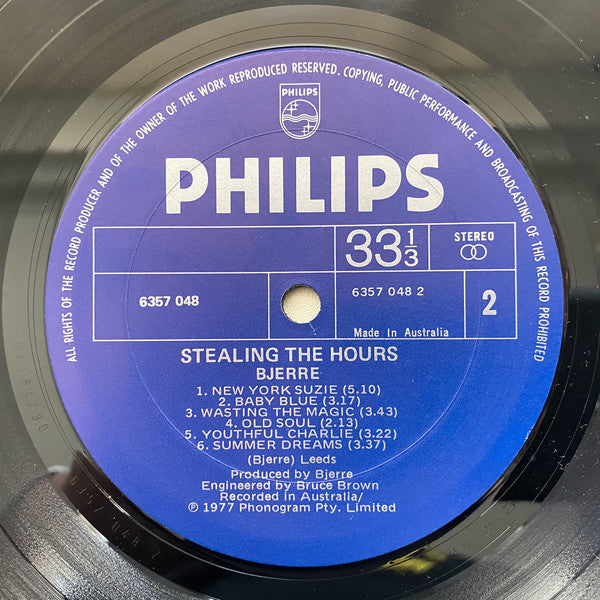 ALL RIGHTS OF THE RECORD PRODUCER AND OF THE OWNER OF THE WORK REPRODUCED RESERVED. COPYING, PUBLIC PERFORMANCE AND BROADCASTING OF THIS RECORD PROHIBITED
PHILIPS
PHILIPS
33 1/3
STEREO
6357 048
6357 048 2
2
Made in Australia
STEALING THE HOURS
BJERRE
1. NEW YORK SUZIE (5.10)
2. BABY BLUE (3.17)
3. WASTING THE MAGIC (3.43)
4. OLD SOUL (2.13)
5. YOUTHFUL CHARLIE (3.22)
6. SUMMER DREAMS (3.37)
(Bjerre) Leeds
Produced by Bjerre
Engineered by Bruce Brown
Recorded in Australia/
℗ 1977 Phonogram Pty. Limited